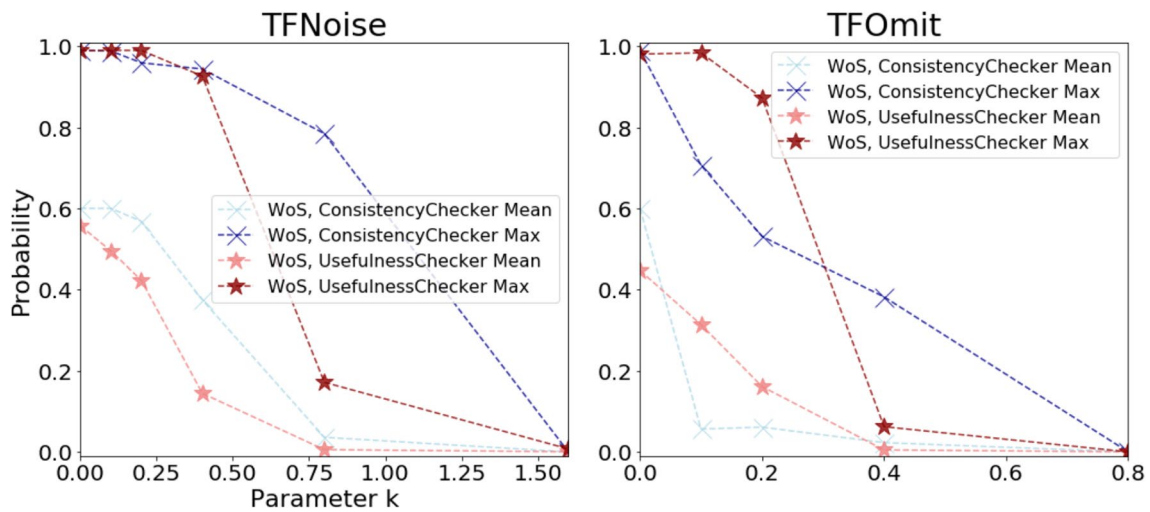 TFNoise
1.0
0.8
0.6
0.4
0.2
0.0
Probability
WoS, ConsistencyChecker Mean
WoS, ConsistencyChecker Max
WoS, UsefulnessChecker Mean
WoS, UsefulnessChecker Max
0.00 0.25 0.50 0.75 1.00 1.25 1.50
Parameter k
TFOmit
1.0
0.8
0.6
0.4
0.2
0.0
WoS, ConsistencyChecker Mean
WoS, ConsistencyChecker Max
WoS, UsefulnessChecker Mean
WoS, UsefulnessChecker Max
0.0 0.2 0.4 0.6 0.8